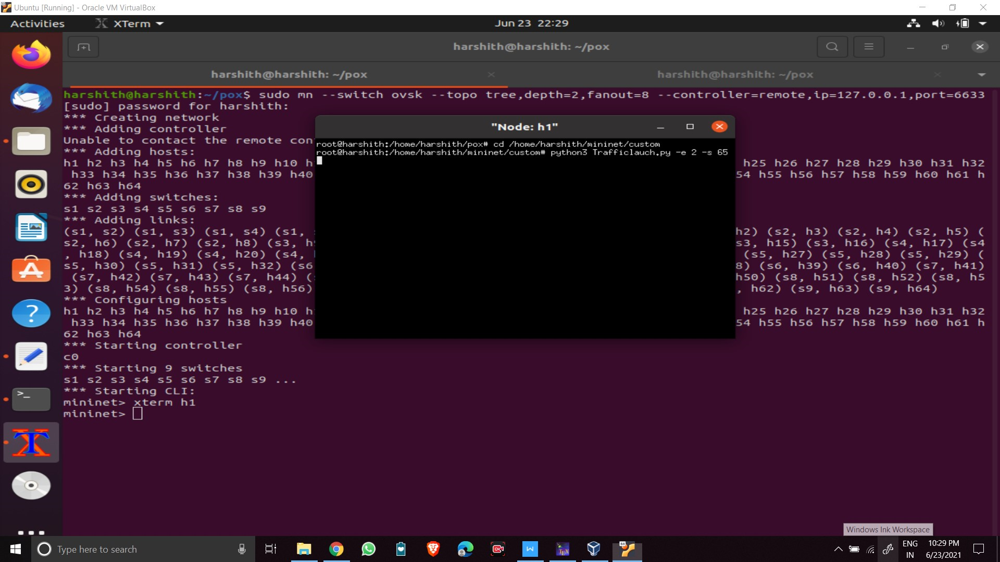 Ubuntu [Running] - Oracle VM VirtualBox
Activities XTerm Jun 23 22:29
harshith@harshith: ~/pox
harshith@harshith: ~/pox harshith@harshith: ~/pox
harshith@harshith:~/pox$ sudo mn --switch ovsk --topo tree,depth=2,fanout=8 --controller=remote,ip=127.0.0.1,port=6633
[sudo] password for harshith:
*** Creating network
*** Adding controller
Unable to contact the remote con
*** Adding hosts:
h1 h2 h3 h4 h5 h6 h7 h8 h9 h10 h h25 h26 h27 h28 h29 h30 h31 h32
h33 h34 h35 h36 h37 h38 h39 h40 54 h55 h56 h57 h58 h59 h60 h61 h
62 h63 h64
*** Adding switches:
s1 s2 s3 s4 s5 s6 s7 s8 s9
*** Adding links:
(s1, s2) (s1, s3) (s1, s4) (s1, h2) (s2, h3) (s2, h4) (s2, h5) (
s2, h6) (s2, h7) (s2, h8) (s3, h s3, h15) (s3, h16) (s4, h17) (s4
, h18) (s4, h19) (s4, h20) (s4, (s5, h27) (s5, h28) (s5, h29) (
s5, h30) (s5, h31) (s5, h32) (s6 8) (s6, h39) (s6, h40) (s7, h41)
(s7, h42) (s7, h43) (s7, h44) ( h50) (s8, h51) (s8, h52) (s8, h5
3) (s8, h54) (s8, h55) (s8, h56) , h62) (s9, h63) (s9, h64)
*** Configuring hosts
h1 h2 h3 h4 h5 h6 h7 h8 h9 h10 h h25 h26 h27 h28 h29 h30 h31 h32
h33 h34 h35 h36 h37 h38 h39 h40 54 h55 h56 h57 h58 h59 h60 h61 h
62 h63 h64
*** Starting controller
c0
*** Starting 9 switches
s1 s2 s3 s4 s5 s6 s7 s8 s9 ...
*** Starting CLI:
mininet> xterm h1
mininet>
"Node: h1"
root@harshith:/home/harshith/pox# cd /home/harshith/mininet/custom
root@harshith:/home/harshith/mininet/custom# python3 Trafficlauch.py -e 2 -s 65
Windows Ink Workspace
Type here to search
64
W
TEX
ENG
IN
10:29 PM
6/23/2021